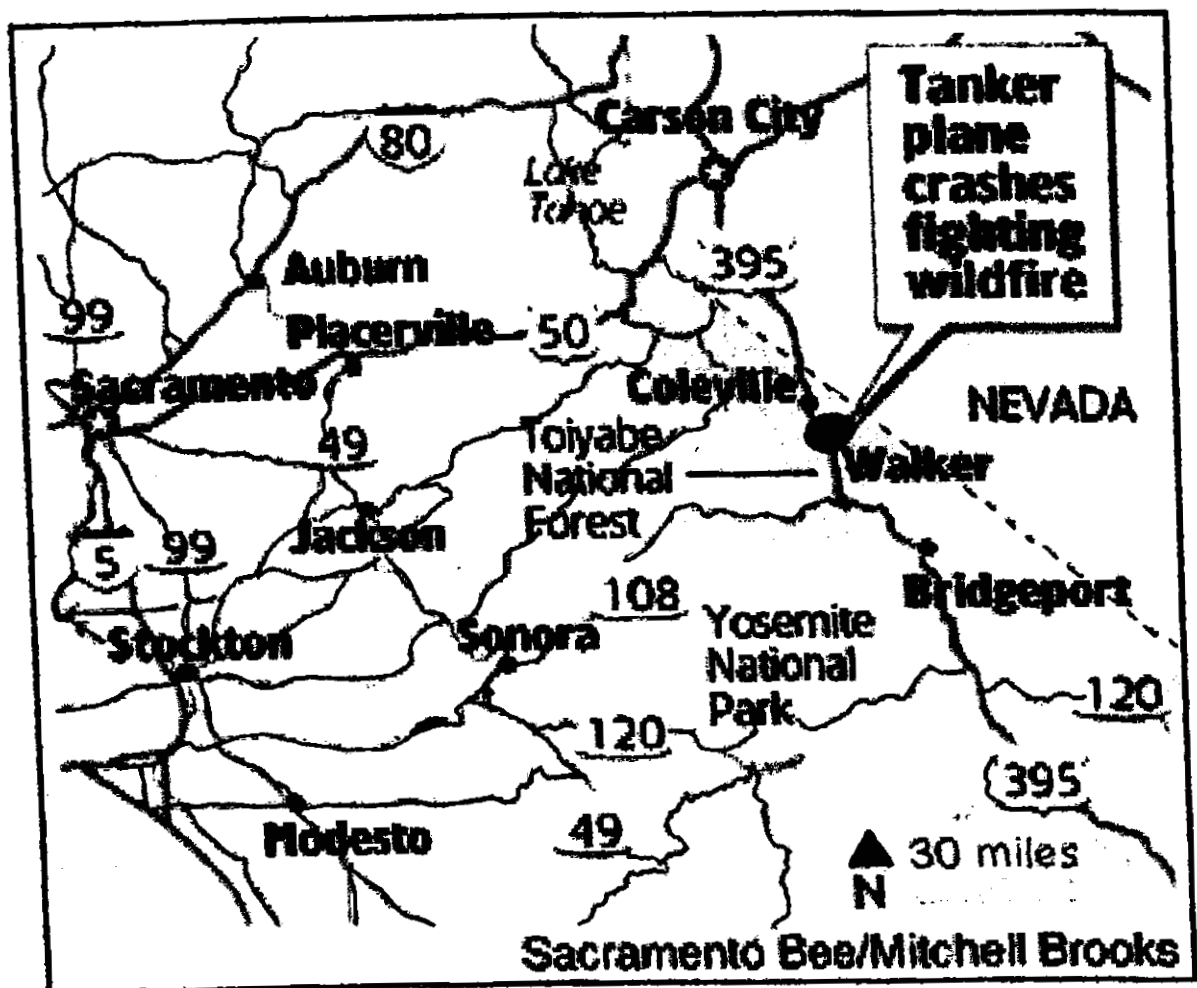 Tanker
plane
crashes
fighting
wildfire
Carson City
80
Lake
Tahoe
395
Auburn
99
Placerville
50
Sacramento
Coleville
NEVADA
49
Toiyabe
National
Forest
Walker
Jackson
5
99
108
Bridgeport
Stockton
Sonora
Yosemite
National
Park
120
120
395
Modesto
49
30 miles
N
Sacramento Bee/Mitchell Brooks